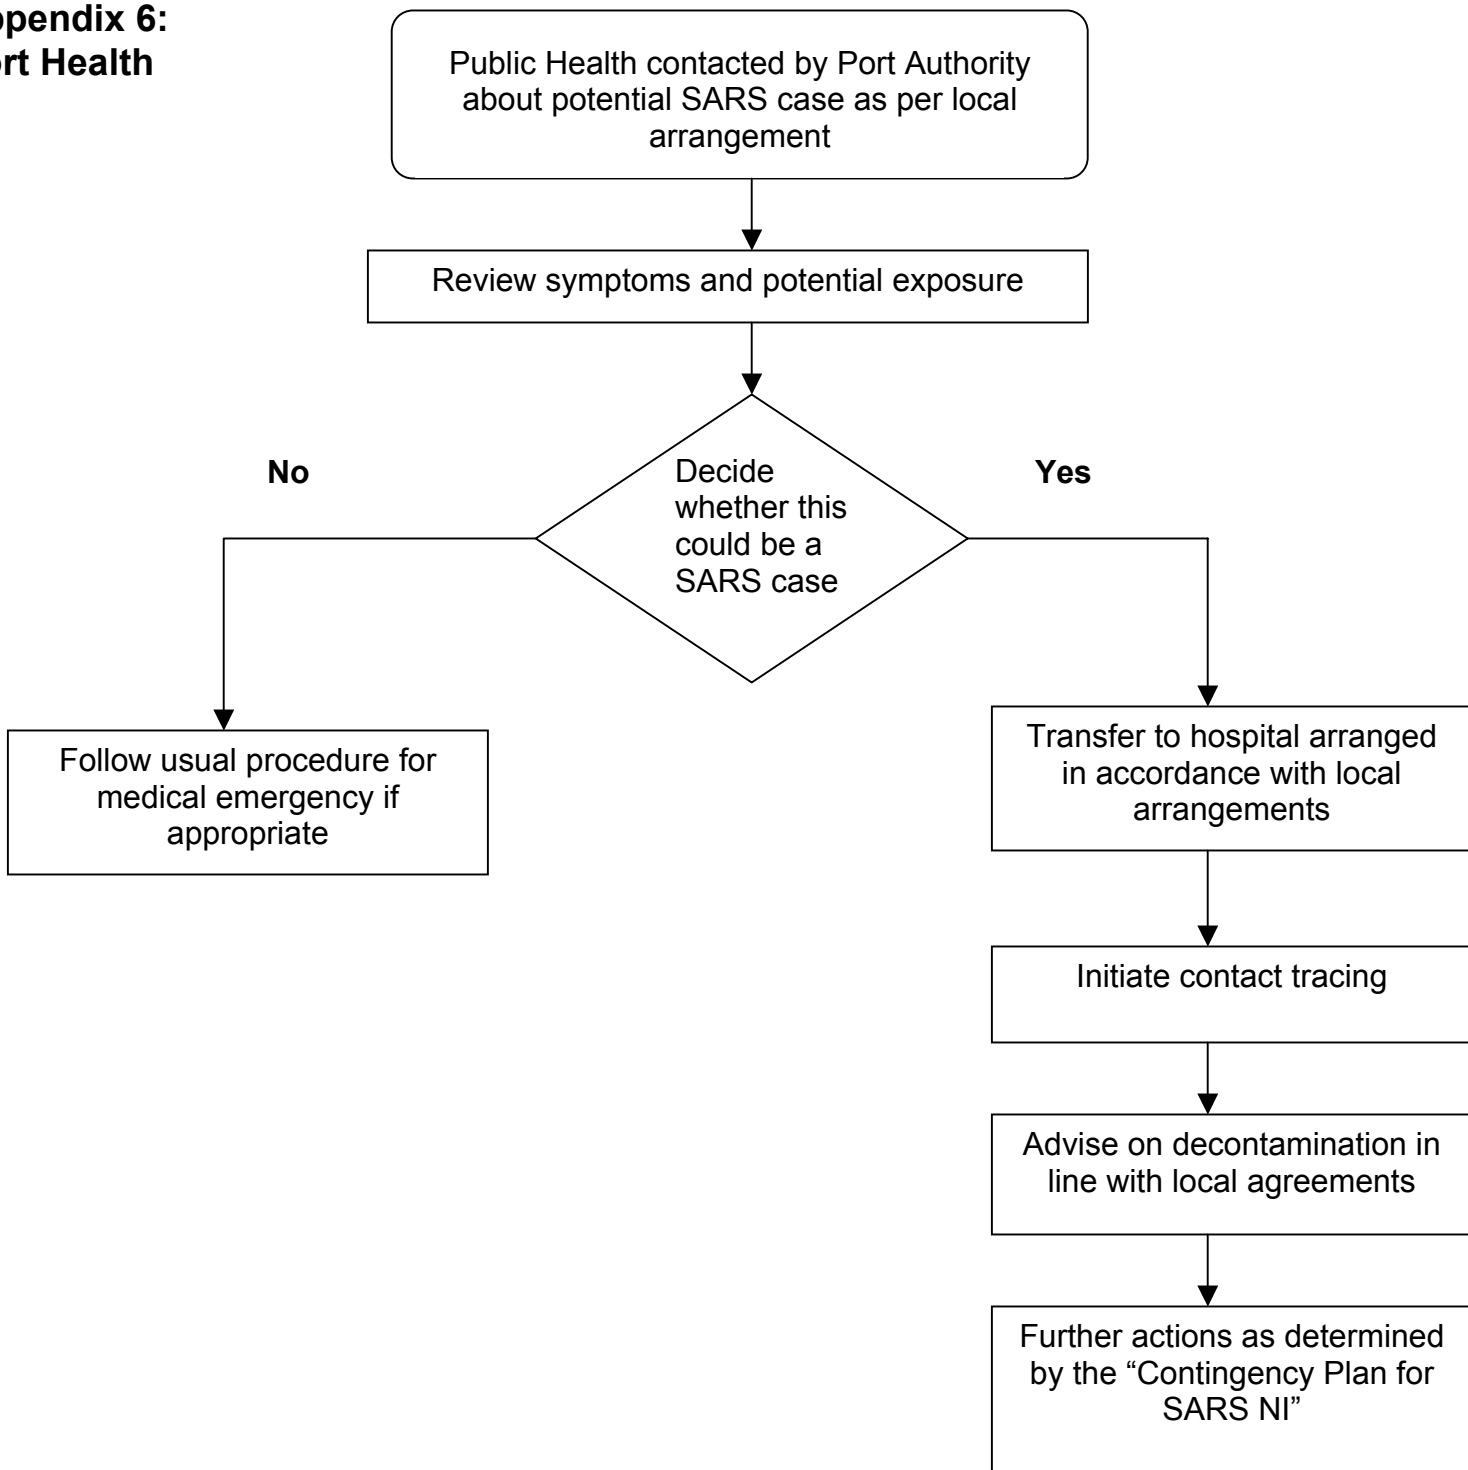 ppendix 6:
ort Health
Public Health contacted by Port Authority
about potential SARS case as per local
arrangement
Review symptoms and potential exposure
No
Yes
Decide
whether this
could be a
SARS case
Follow usual procedure for
medical emergency if
appropriate
Transfer to hospital arranged
in accordance with local
arrangements
Initiate contact tracing
Advise on decontamination in
line with local agreements
Further actions as determined
by the “Contingency Plan for
SARS NI”